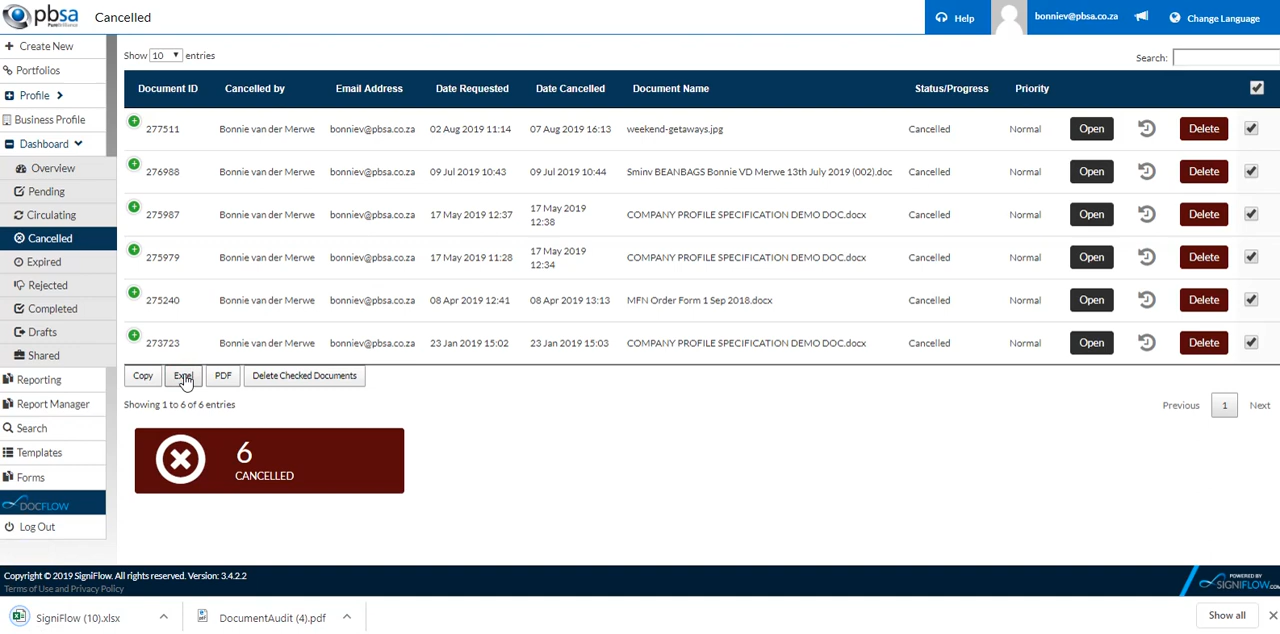 pbsa Cancelled Help bonniev@pbsa.co.za Change Language
PureBrilliance
Create New
Portfolios
Profile
Business Profile
Dashboard
Overview
Pending
Circulating
Cancelled
Expired
Rejected
Completed
Drafts
Shared
Reporting
Report Manager
Search
Templates
Forms
DOCFLOW
Log Out
Show 10 entries Search:
Document ID Cancelled by Email Address Date Requested Date Cancelled Document Name Status/Progress Priority
277511 Bonnie van der Merwe bonniev@pbsa.co.za 02 Aug 2019 11:14 07 Aug 2019 16:13 weekend-getaways.jpg Cancelled Normal Open Delete
276988 Bonnie van der Merwe bonniev@pbsa.co.za 09 Jul 2019 10:43 09 Jul 2019 10:44 Sminv BEANBAGS Bonnie VD Merwe 13th July 2019 (002).doc Cancelled Normal Open Delete
275987 Bonnie van der Merwe bonniev@pbsa.co.za 17 May 2019 12:37 17 May 2019 12:38 COMPANY PROFILE SPECIFICATION DEMO DOC.docx Cancelled Normal Open Delete
275979 Bonnie van der Merwe bonniev@pbsa.co.za 17 May 2019 11:28 17 May 2019 12:34 COMPANY PROFILE SPECIFICATION DEMO DOC.docx Cancelled Normal Open Delete
275240 Bonnie van der Merwe bonniev@pbsa.co.za 08 Apr 2019 12:41 08 Apr 2019 13:13 MFN Order Form 1 Sep 2018.docx Cancelled Normal Open Delete
273723 Bonnie van der Merwe bonniev@pbsa.co.za 23 Jan 2019 15:02 23 Jan 2019 15:03 COMPANY PROFILE SPECIFICATION DEMO DOC.docx Cancelled Normal Open Delete
Copy Excel PDF Delete Checked Documents
Showing 1 to 6 of 6 entries Previous 1 Next
6
CANCELLED
Copyright © 2019 SigniFlow. All rights reserved. Version: 3.4.2.2
Terms of Use and Privacy Policy
POWERED BY
SIGNIFLOW.COM
SigniFlow (10).xlsx DocumentAudit (4).pdf Show all